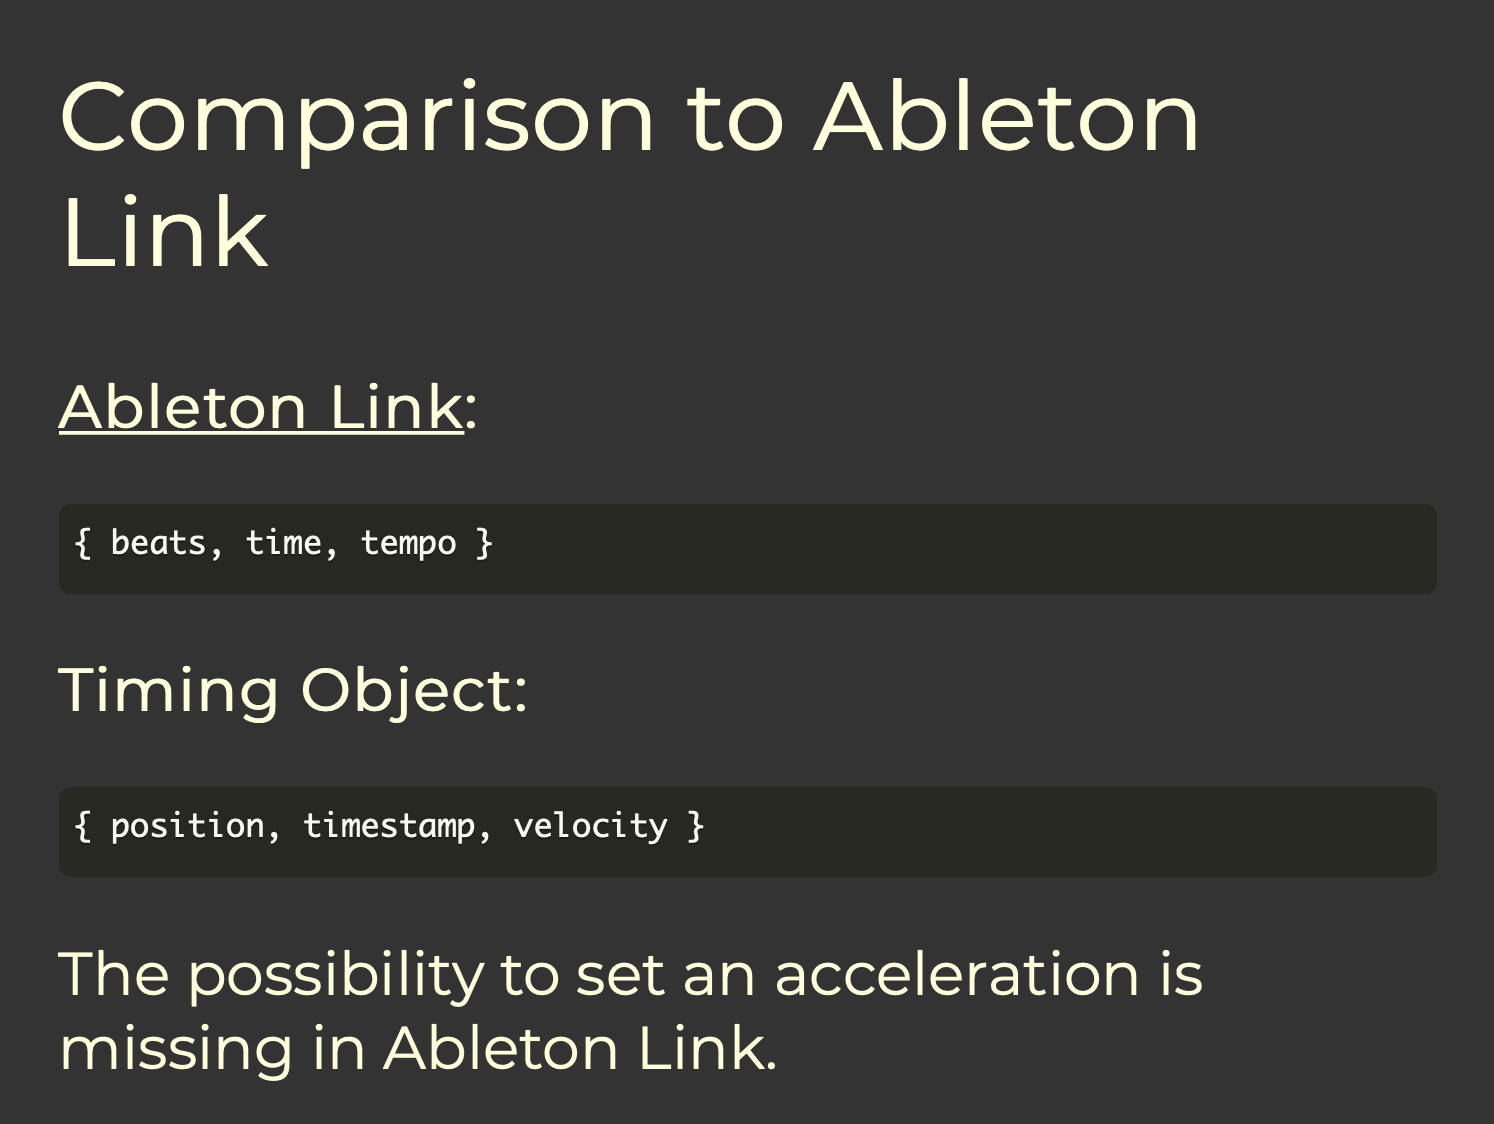 Comparison to Ableton
Link
Ableton Link:
{ beats, time, tempo }
Timing Object:
{ position, timestamp, velocity }
The possibility to set an acceleration is
missing in Ableton Link.